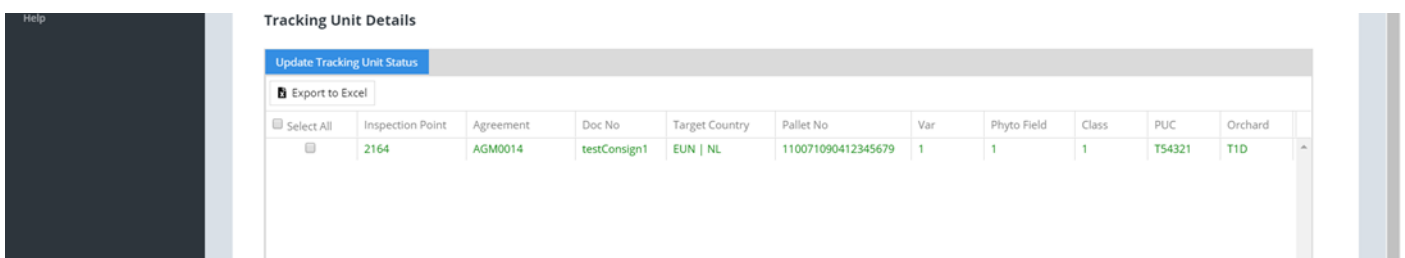 Help
Tracking Unit Details
Update Tracking Unit Status
Export to Excel
Select All Inspection Point Agreement Doc No Target Country Pallet No Var Phyto Field Class PUC Orchard
2164 AGM0014 testConsign1 EUN | NL 110071090412345679 1 1 1 T54321 T1D